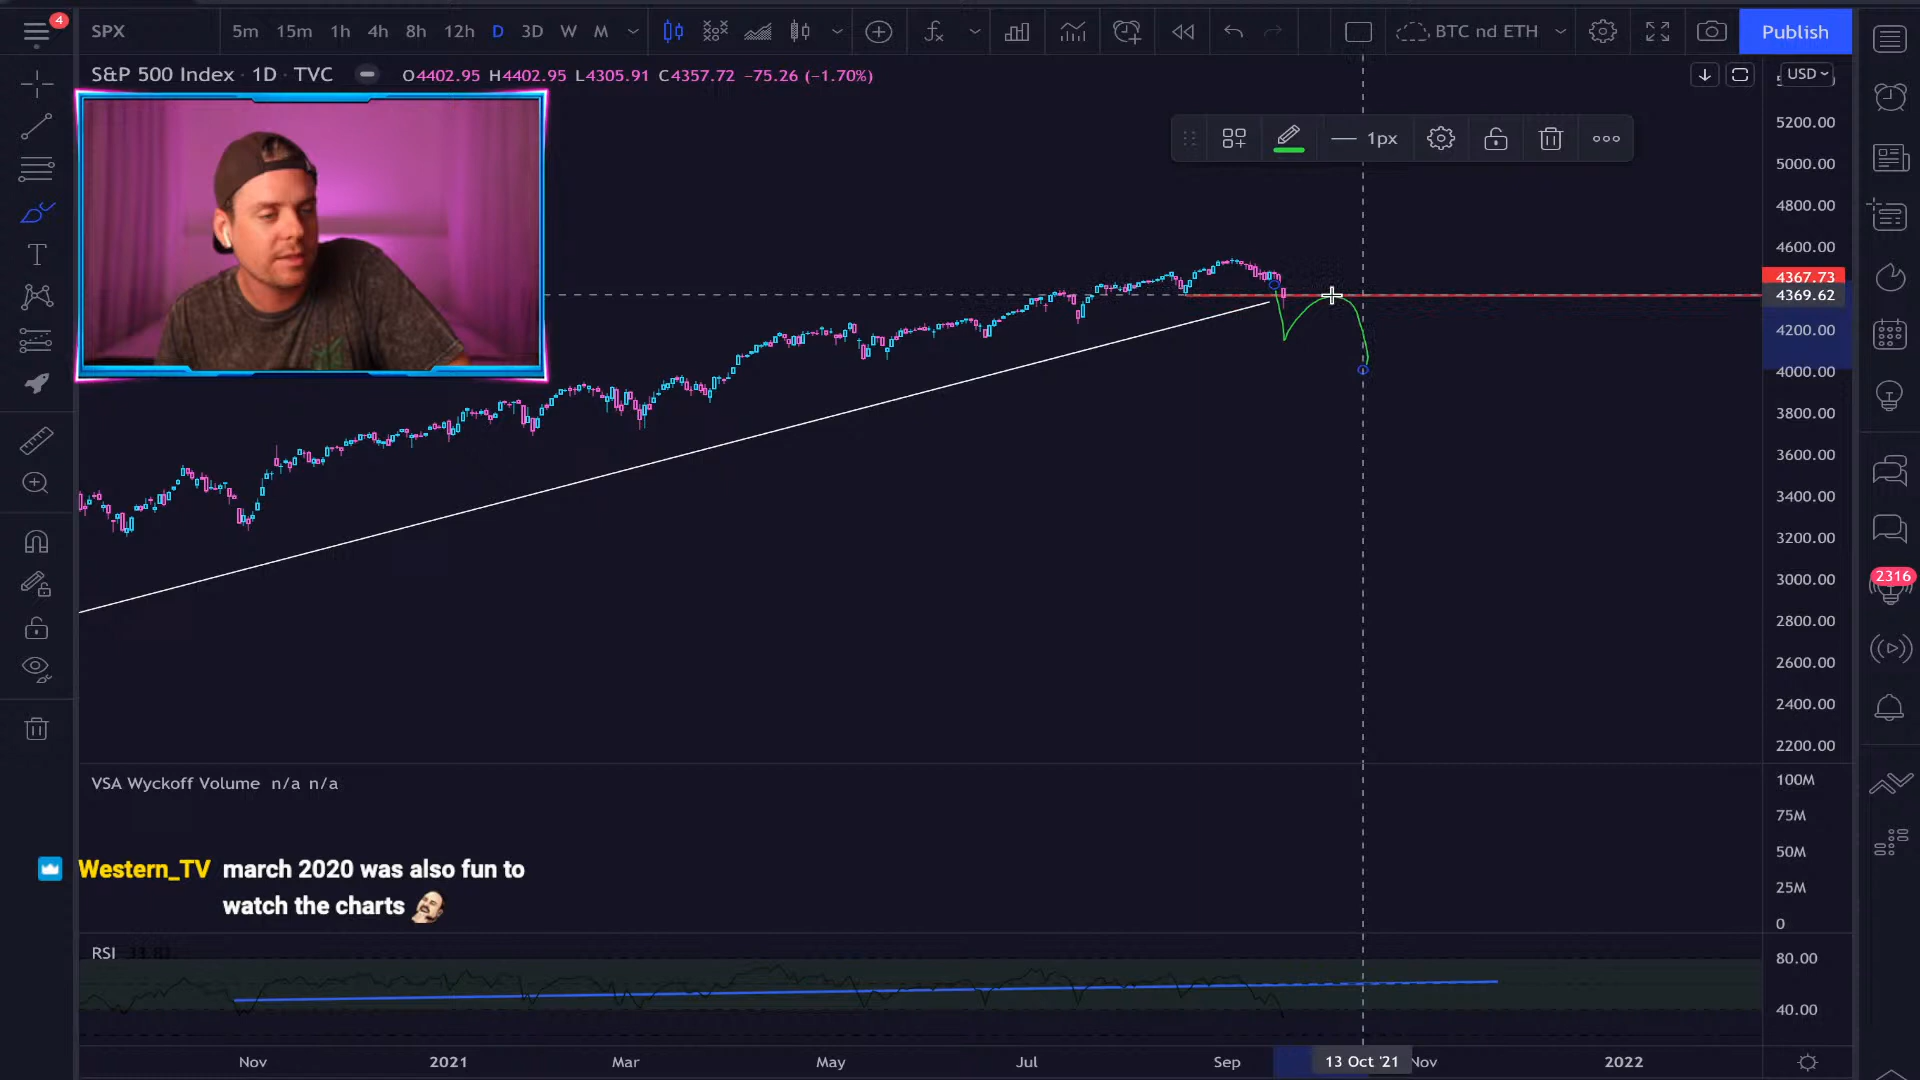 4
SPX 5m 15m 1h 4h 8h 12h D 3D W M BTC nd ETH Publish
S&P 500 Index · 1D · TVC O4402.95 H4402.95 L4305.91 C4357.72 −75.26 (−1.70%)
USD
1px
5200.00
5000.00
4800.00
4600.00
4367.73
4369.62
4200.00
4000.00
3800.00
3600.00
3400.00
3200.00
3000.00
2800.00
2600.00
2400.00
2200.00
2316
VSA Wyckoff Volume n/a n/a
100M
75M
50M
25M
0
Western_TV march 2020 was also fun to
watch the charts
RSI
80.00
40.00
Nov 2021 Mar May Jul Sep 13 Oct '21 Nov 2022